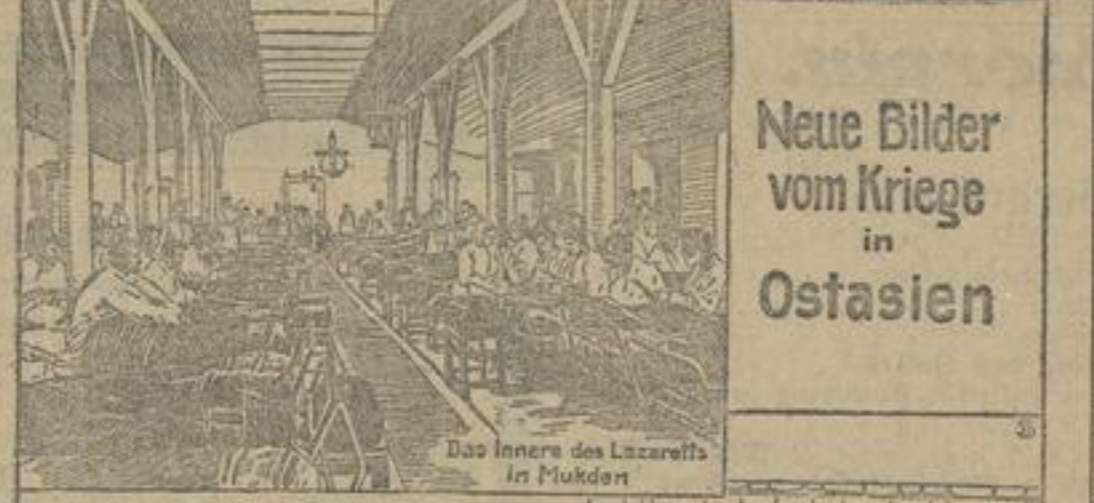 Neue Bilder
vom Kriege
in
Ostasien
Das Innere des Lazaretts
in Mukden